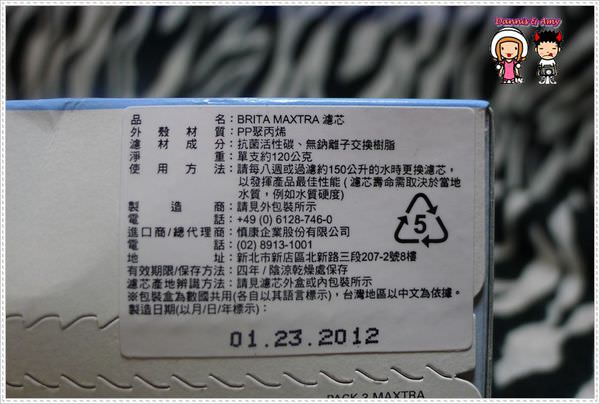 Dannis & Amy
品名：BRITA MAXTRA 濾芯
外殼材質：PP聚丙烯
濾材成分：抗菌活性碳、無鈉離子交換樹脂
淨重：單支約120公克
使用方法：請每八週或過濾約150公升的水時更換濾芯，
以發揮產品最佳性能 ( 濾芯壽命需取決於當地
水質，例如水質硬度)
製造商：請見外包裝所示
電話：+49 (0) 6128-746-0
進口商/總代理商：慎康企業股份有限公司
電話：(02) 8913-1001
地址：新北市新店區北新路三段207-2號8樓
有效期限/保存方法：四年 / 陰涼乾燥處保存
濾芯產地辨識方法：請見濾芯外盒或內包裝所示
※包裝盒為數國共用(各自以其語言標示)，台灣地區以中文為依據。
製造日期(以月/日/年標示)：
5
01.23.2012
PACK 3 MAXTRA